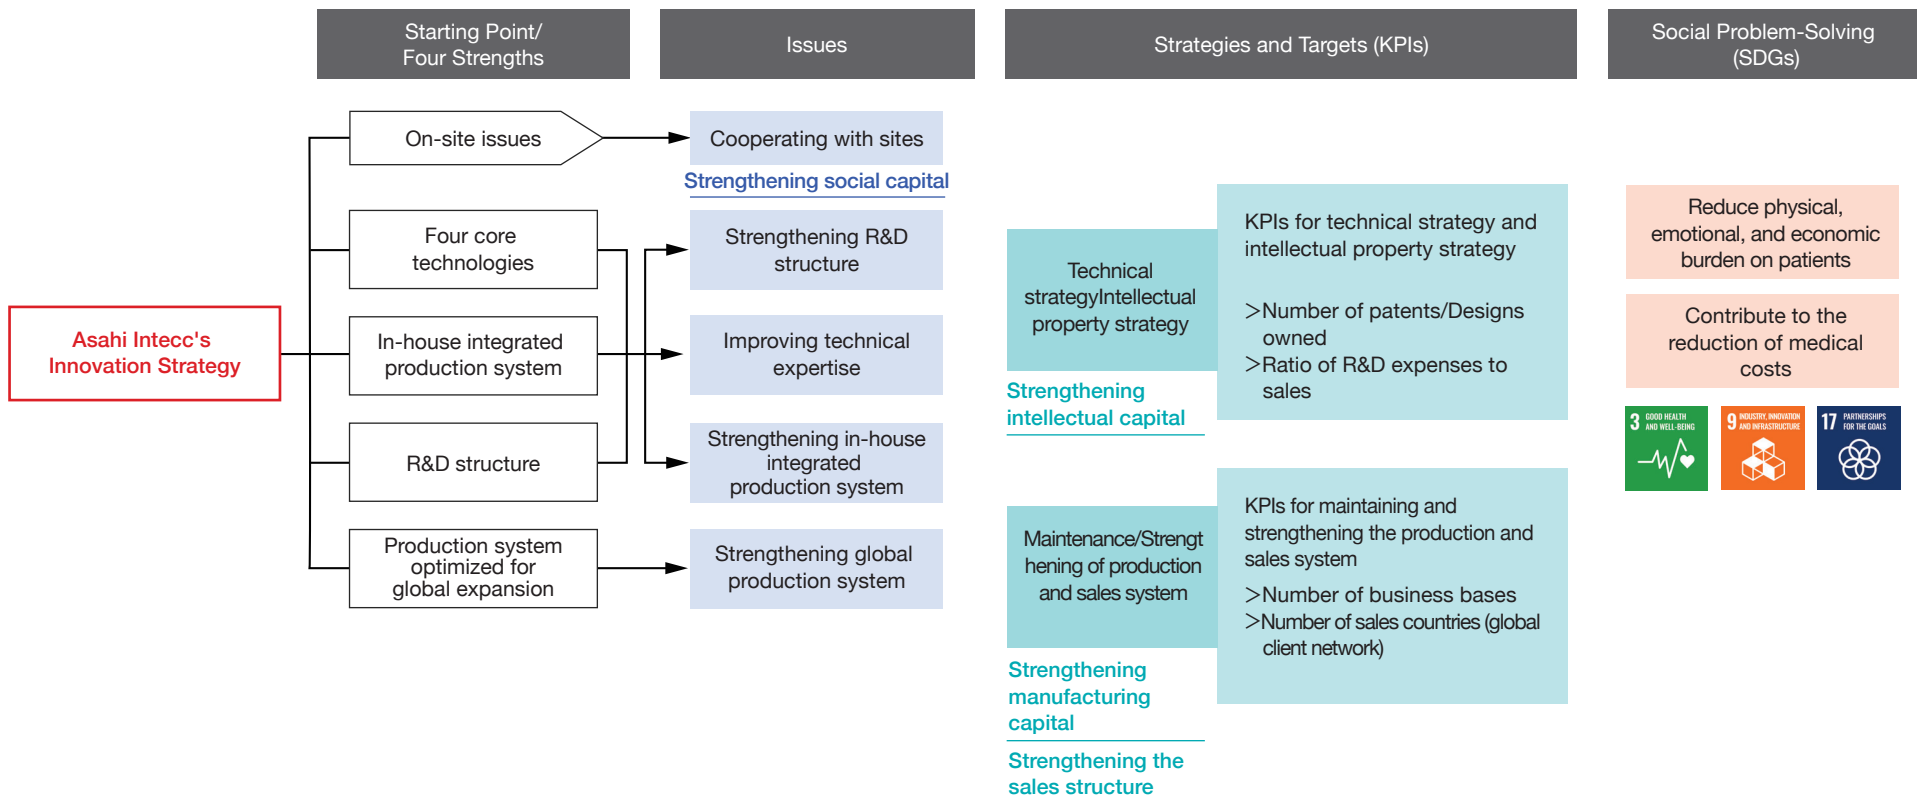 Starting Point/
Four Strengths
Issues
Strategies and Targets (KPIs)
Social Problem-Solving
(SDGs)
Asahi Intecc's
Innovation Strategy
On-site issues
Four core
technologies
In-house integrated
production system
R&D structure
Production system
optimized for
global expansion
Cooperating with sites
Strengthening social capital
Strengthening R&D
structure
Improving technical
expertise
Strengthening in-house
integrated
production system
Strengthening global
production system
Technical
strategyIntellectual
property strategy
Strengthening
intellectual capital
KPIs for technical strategy and
intellectual property strategy
>Number of patents/Designs
owned
>Ratio of R&D expenses to
sales
Maintenance/Strengt
hening of production
and sales system
Strengthening
manufacturing
capital
Strengthening the
sales structure
KPIs for maintaining and
strengthening the production and
sales system
>Number of business bases
>Number of sales countries (global
client network)
Reduce physical,
emotional, and economic
burden on patients
Contribute to the
reduction of medical
costs
3 GOOD HEALTH
AND WELL-BEING
9 INDUSTRY, INNOVATION
AND INFRASTRUCTURE
17 PARTNERSHIPS
FOR THE GOALS